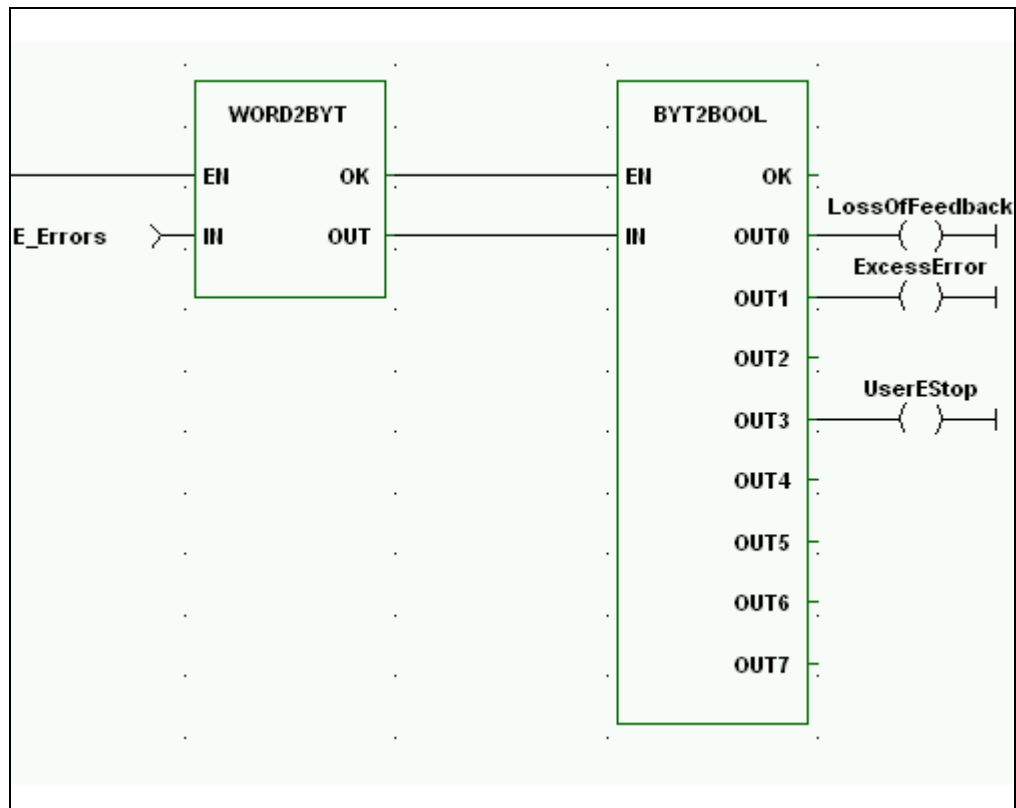 WORD2BYT BYT2BOOL
EN OK EN OK
LossOfFeedback
E_Errors IN OUT IN OUT0
ExcessError
OUT1
OUT2
UserEStop
OUT3
OUT4
OUT5
OUT6
OUT7